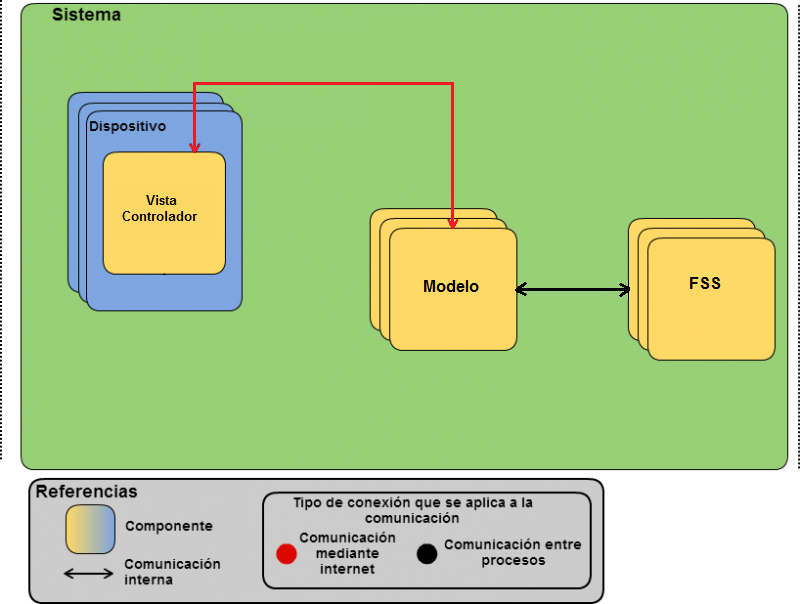 Sistema
Dispositivo
Vista
Controlador
Modelo
FSS
Referencias
Componente
Comunicación
interna
Tipo de conexión que se aplica a la
comunicación
Comunicación
mediante
internet
Comunicación entre
procesos